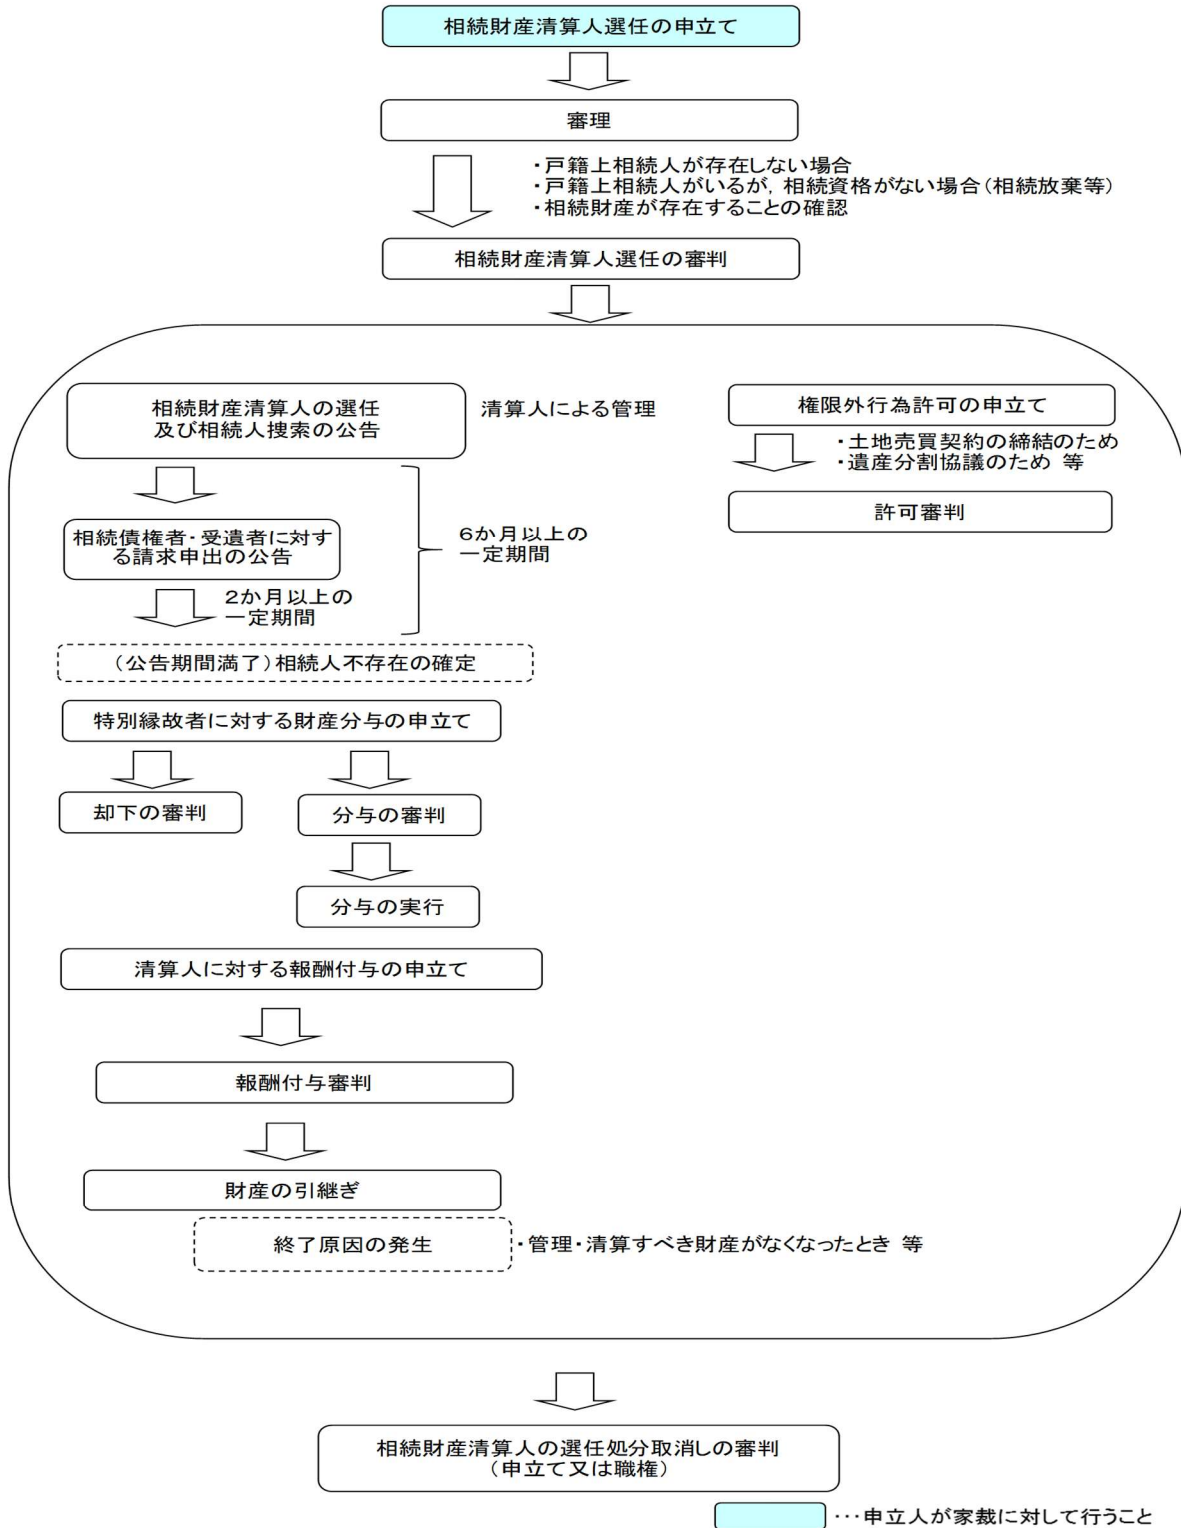 相続財産清算人選任の申立て
審理
・戸籍上相続人が存在しない場合
・戸籍上相続人がいるが，相続資格がない場合（相続放棄等）
・相続財産が存在することの確認
相続財産清算人選任の審判
相続財産清算人の選任
及び相続人捜索の公告
清算人による管理
相続債権者・受遺者に対す
る請求申出の公告
2か月以上の
一定期間
6か月以上の
一定期間
（公告期間満了）相続人不存在の確定
特別縁故者に対する財産分与の申立て
却下の審判
分与の審判
分与の実行
清算人に対する報酬付与の申立て
報酬付与審判
財産の引継ぎ
終了原因の発生
・管理・清算すべき財産がなくなったとき 等
権限外行為許可の申立て
・土地売買契約の締結のため
・遺産分割協議のため 等
許可審判
相続財産清算人の選任処分取消しの審判
（申立て又は職権）
・・・申立人が家裁に対して行うこと